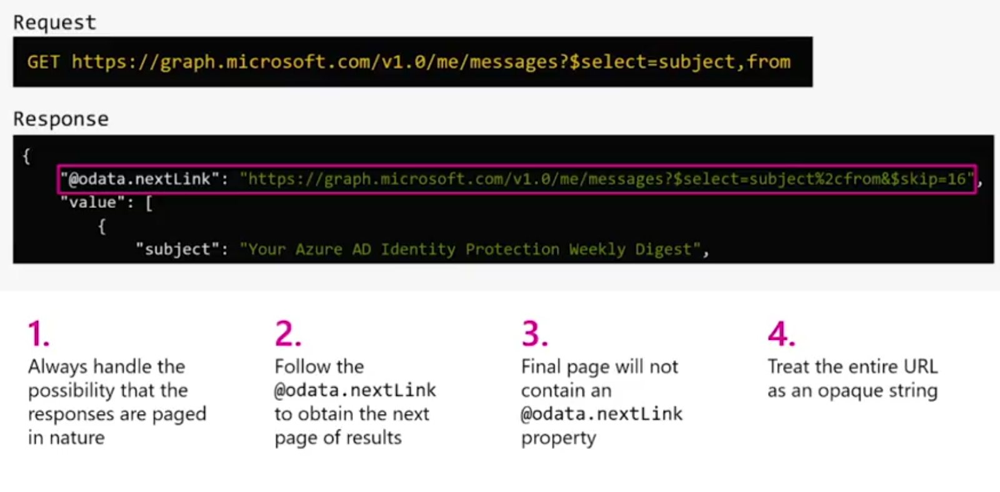 Request
GET https://graph.microsoft.com/v1.0/me/messages?$select=subject,from
Response
{
"@odata.nextLink": "https://graph.microsoft.com/v1.0/me/messages?$select=subject%2cfrom&$skip=16",
"value": [
{
"subject": "Your Azure AD Identity Protection Weekly Digest",
1.
Always handle the
possibility that the
responses are paged
in nature
2.
Follow the
@odata.nextLink
to obtain the next
page of results
3.
Final page will not
contain an
@odata.nextLink
property
4.
Treat the entire URL
as an opaque string